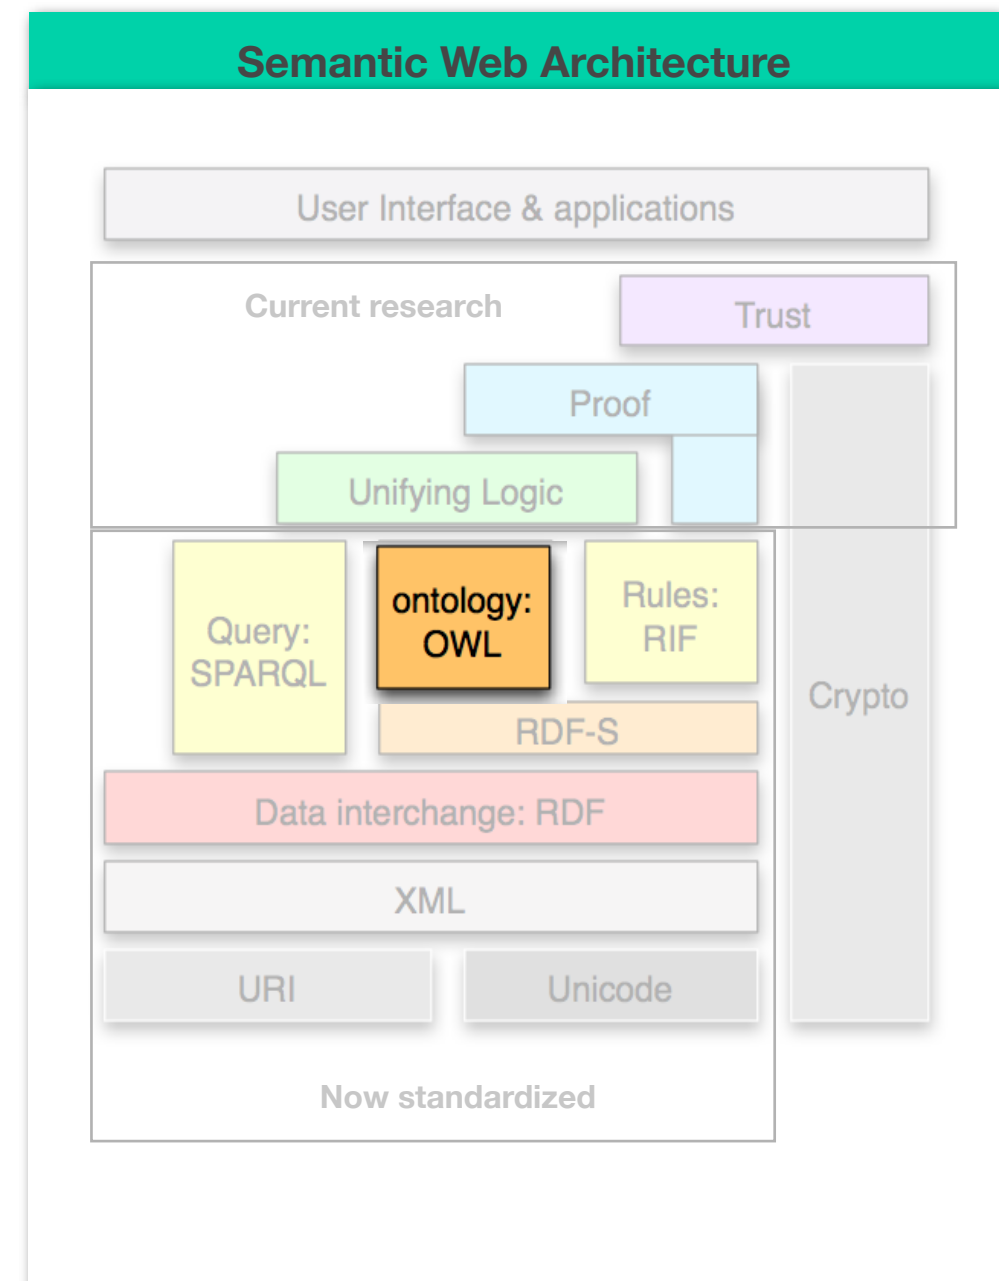 Semantic Web Architecture
User Interface & applications
Current research
Trust
Proof
Unifying Logic
Query:
SPARQL
ontology:
OWL
Rules:
RIF
Crypto
RDF-S
Data interchange: RDF
XML
URI
Unicode
Now standardized